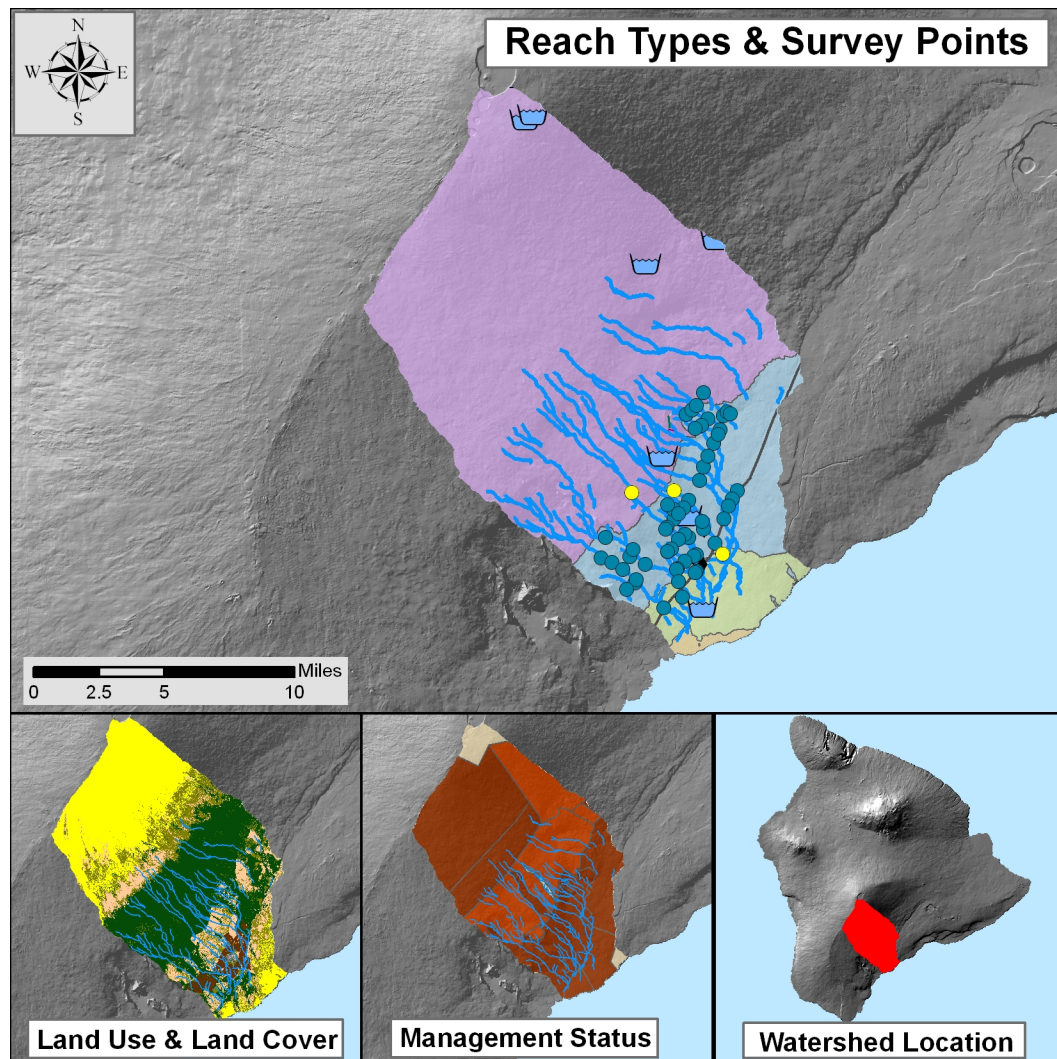 Reach Types & Survey Points
N
W E
S
Miles
0 2.5 5 10
Land Use & Land Cover
Management Status
Watershed Location